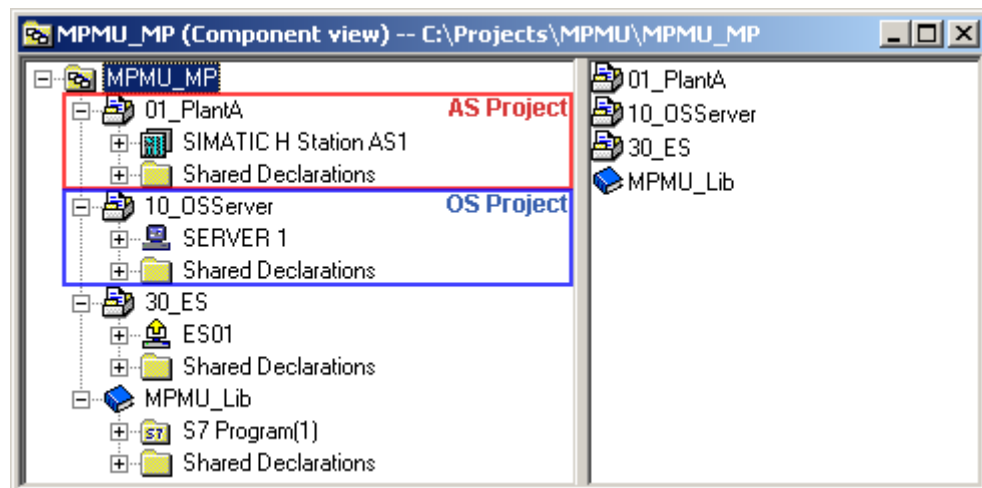 MPMU_MP (Component view) -- C:\Projects\MPMU\MPMU_MP
MPMU_MP
01_PlantA AS Project
SIMATIC H Station AS1
Shared Declarations
10_OSServer OS Project
SERVER 1
Shared Declarations
30_ES
ES01
Shared Declarations
MPMU_Lib
S7 S7 Program(1)
Shared Declarations
01_PlantA
10_OSServer
30_ES
MPMU_Lib